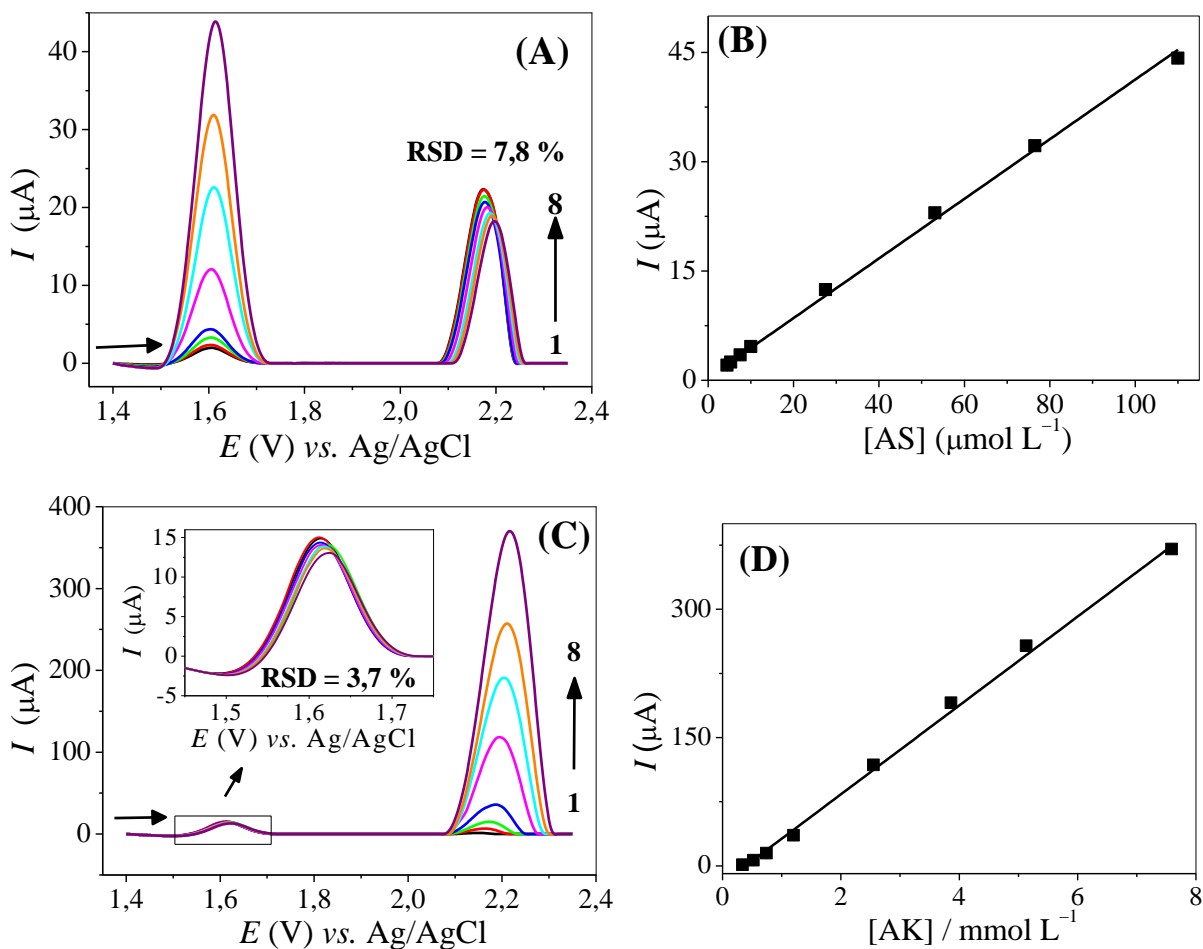 (A)
RSD = 7,8 %
8
1
40
30
20
10
0
I (μA)
1,4 1,6 1,8 2,0 2,2 2,4
E (V) vs. Ag/AgCl
(B)
45
30
15
0
I (μA)
0 20 40 60 80 100
[AS] (μmol L⁻¹)
(C)
400
300
200
100
0
I (μA)
15
10
5
0
-5
I (μA)
RSD = 3,7 %
1,5 1,6 1,7
E (V) vs. Ag/AgCl
8
1
1,4 1,6 1,8 2,0 2,2 2,4
E (V) vs. Ag/AgCl
(D)
300
150
0
I (μA)
0 2 4 6 8
[AK] / mmol L⁻¹